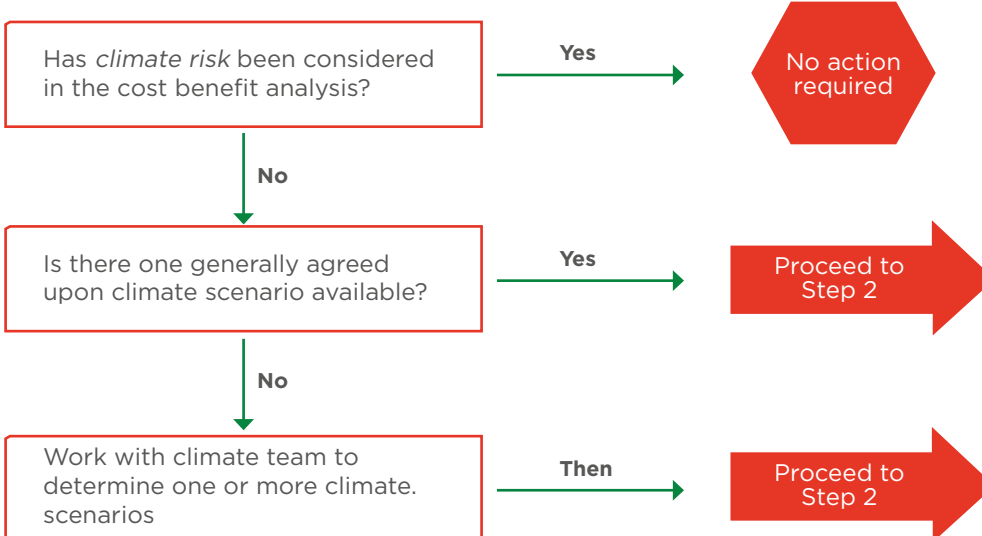 Has climate risk been considered
in the cost benefit analysis?
Yes
No action
required
No
Is there one generally agreed
upon climate scenario available?
Yes
Proceed to
Step 2
No
Work with climate team to
determine one or more climate.
scenarios
Then
Proceed to
Step 2